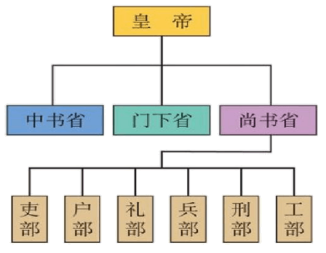 皇 帝
中书省 门下省 尚书省
吏部 户部 礼部 兵部 刑部 工部